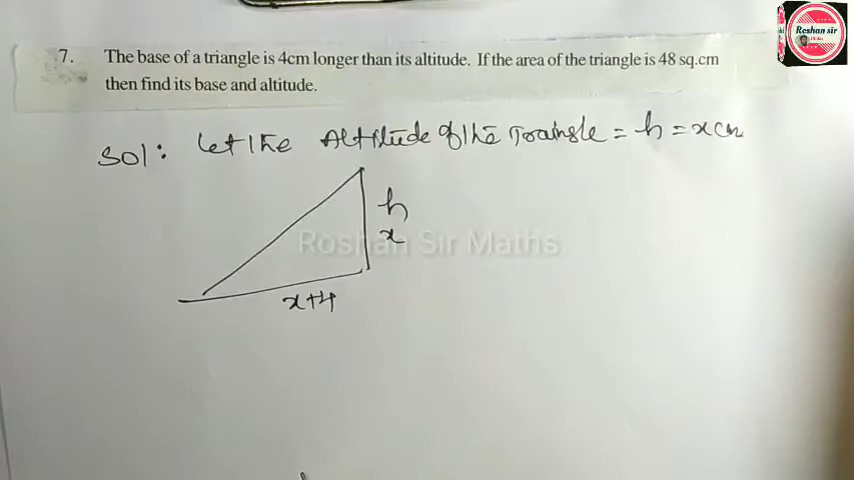 Roshan sir
7. The base of a triangle is 4cm longer than its altitude. If the area of the triangle is 48 sq.cm
then find its base and altitude.
Sol: Let the Altitude of the Traingle = h = x cm
h
x
Roshan Sir Maths
x+4